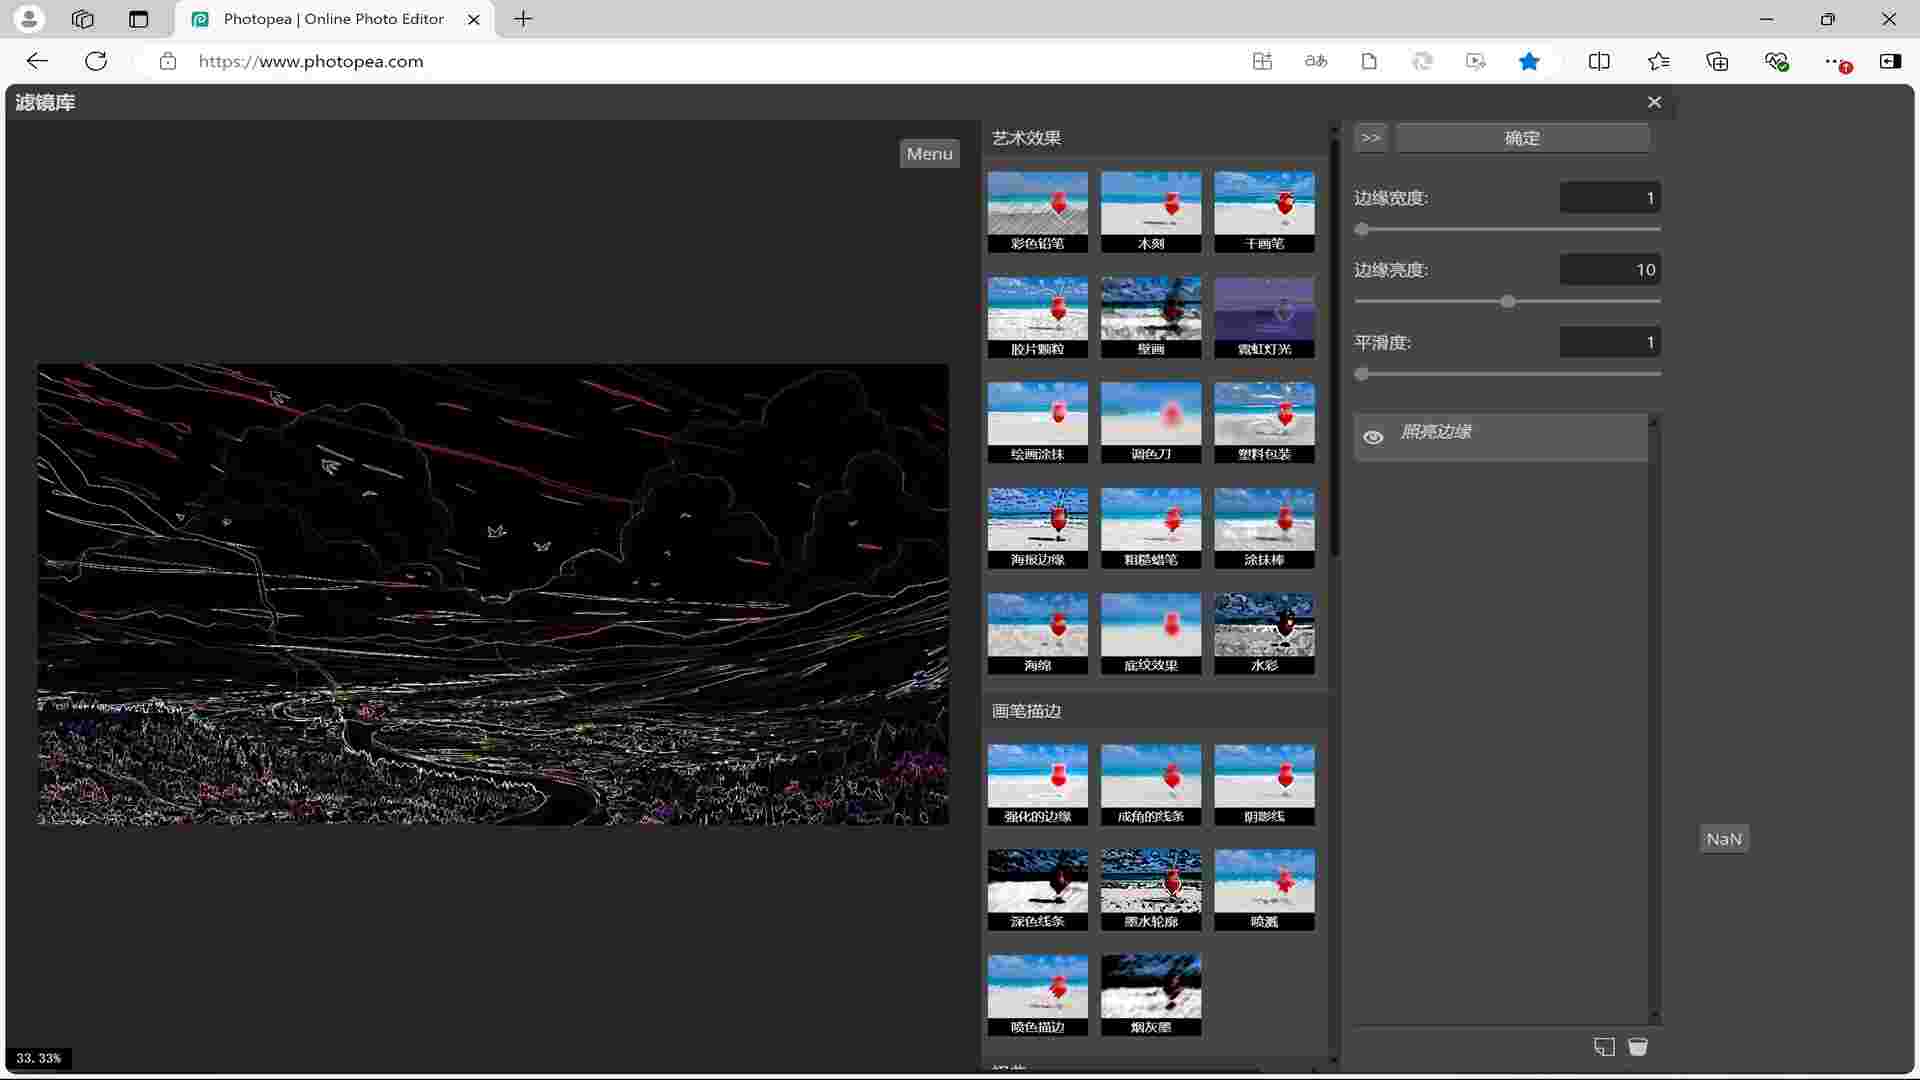 Photopea | Online Photo Editor
https://www.photopea.com
aあ
滤镜库
Menu
艺术效果
>>
确定
彩色铅笔
木刻
干画笔
边缘宽度:
1
边缘亮度:
10
胶片颗粒
壁画
霓虹灯光
平滑度:
1
绘画涂抹
调色刀
塑料包装
照亮边缘
海报边缘
粗糙蜡笔
涂抹棒
海绵
底纹效果
水彩
画笔描边
强化的边缘
成角的线条
阴影线
NaN
深色线条
墨水轮廓
喷溅
喷色描边
烟灰墨
33.33%